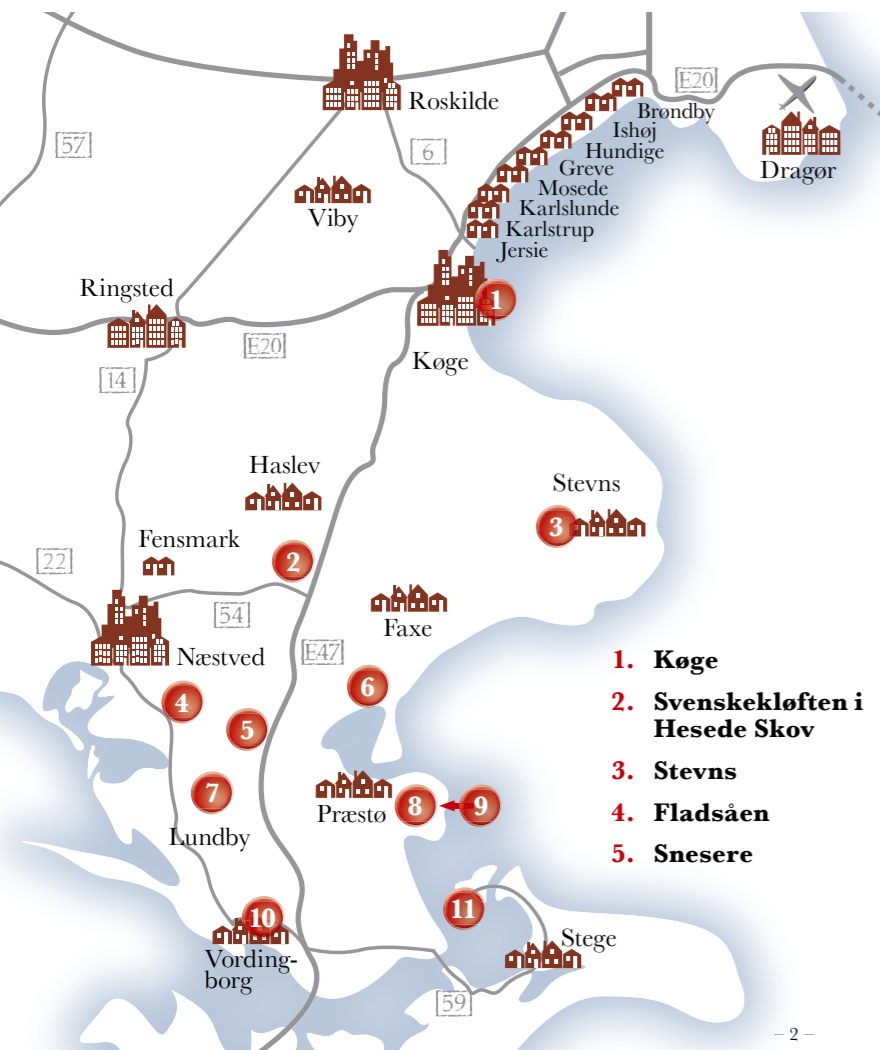 E20
Roskilde
Brøndby
Ishøj
57
6
Hundige
Dragør
Greve
Mosede
Viby
Karlslunde
Karlstrup
Jersie
Ringsted
1
E20
Køge
14
Haslev
Stevns
3
Fensmark
22
2
54
Faxe
E47
Næstved
1. Køge
4
6
2. Svenskekløften i
Hesede Skov
5
3. Stevns
7
8
9
Præstø
4. Fladsåen
Lundby
5. Snesere
10
11
Stege
Vording-
borg
59
– 2 –